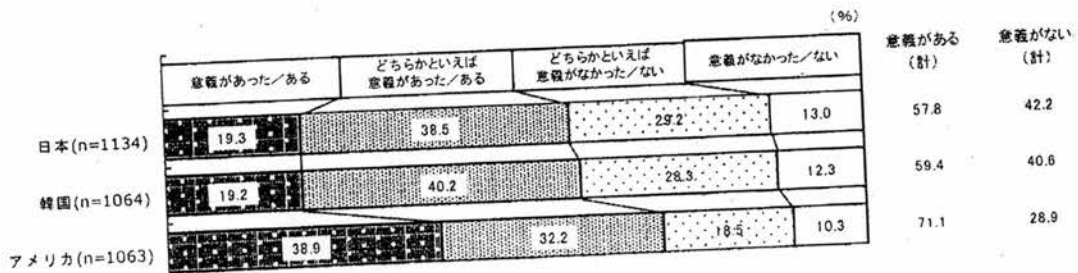 (%)
意義があった/ある
どちらかといえば
意義があった/ある
どちらかといえば
意義がなかった/ない
意義がなかった/ない
意義がある
(計)
意義がない
(計)
日本(n=1134)
19.3
38.5
29.2
13.0
57.8
42.2
韓国(n=1064)
19.2
40.2
28.3
12.3
59.4
40.6
アメリカ(n=1063)
38.9
32.2
18.5
10.3
71.1
28.9